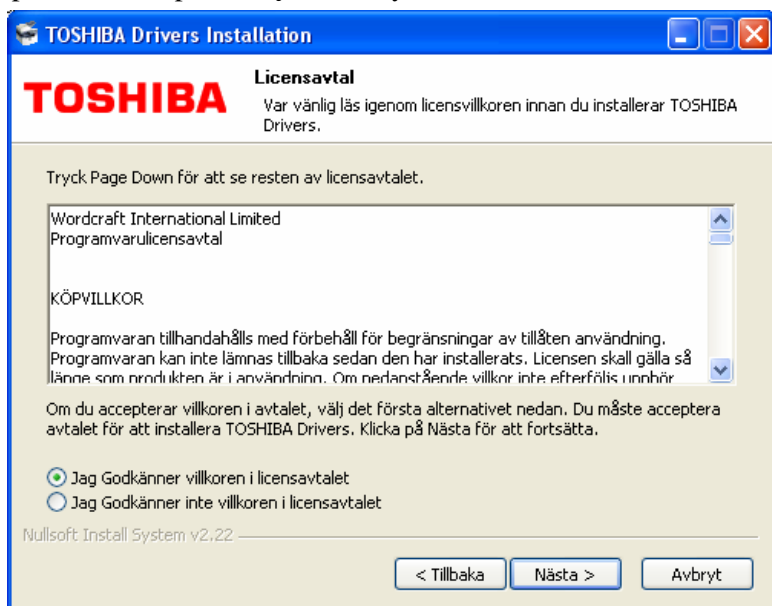 TOSHIBA Drivers Installation
TOSHIBA
Licensavtal
Var vänlig läs igenom licensvillkoren innan du installerar TOSHIBA
Drivers.
Tryck Page Down för att se resten av licensavtalet.
Wordcraft International Limited
Programvarulicensavtal
KÖPVILLKOR
Programvaran tillhandahålls med förbehåll för begränsningar av tillåten användning.
Programvaran kan inte lämnas tillbaka sedan den har installerats. Licensen skall gälla så
länge som produkten är i användning. Om nedanstående villkor inte efterföljs upphör
Om du accepterar villkoren i avtalet, välj det första alternativet nedan. Du måste acceptera
avtalet för att installera TOSHIBA Drivers. Klicka på Nästa för att fortsätta.
Jag Godkänner villkoren i licensavtalet
Jag Godkänner inte villkoren i licensavtalet
Nullsoft Install System v2.22
< Tillbaka
Nästa >
Avbryt